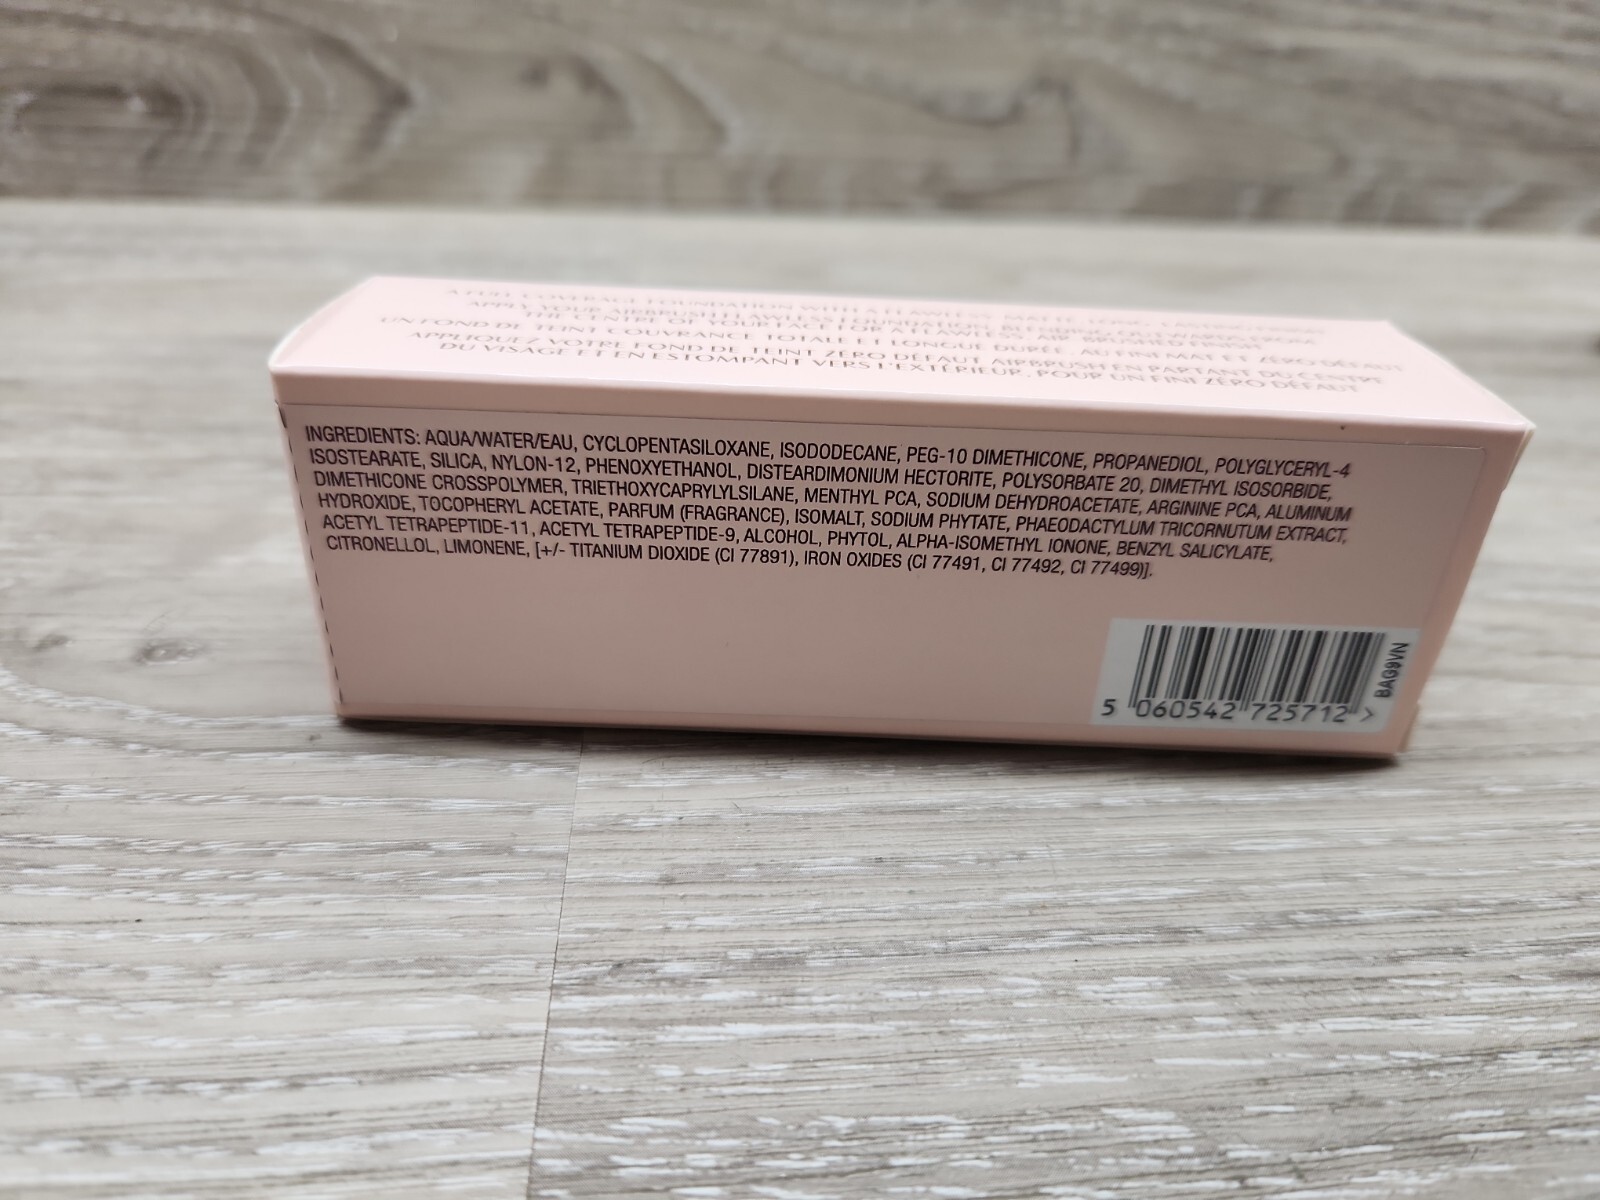 A FULL COVERAGE FOUNDATION WITH A FLAWLESS, MATTE, LONG-LASTING FINISH.
APPLY YOUR AIRBRUSH FLAWLESS FOUNDATION, BLENDING OUTWARDS FROM
THE CENTRE OF YOUR FACE FOR A FLAWLESS, AIR-BRUSHED FINISH.
UN FOND DE TEINT COUVRANCE TOTALE ET LONGUE DURÉE, AU FINI MAT ET ZÉRO DÉFAUT.
APPLIQUEZ VOTRE FOND DE TEINT ZÉRO DÉFAUT AIRBRUSH EN PARTANT DU CENTRE
DU VISAGE ET EN ESTOMPANT VERS L'EXTÉRIEUR, POUR UN FINI ZÉRO DÉFAUT
INGREDIENTS: AQUA/WATER/EAU, CYCLOPENTASILOXANE, ISODODECANE, PEG-10 DIMETHICONE, PROPANEDIOL, POLYGLYCERYL-4
ISOSTEARATE, SILICA, NYLON-12, PHENOXYETHANOL, DISTEARDIMONIUM HECTORITE, POLYSORBATE 20, DIMETHYL ISOSORBIDE,
DIMETHICONE CROSSPOLYMER, TRIETHOXYCAPRYLYLSILANE, MENTHYL PCA, SODIUM DEHYDROACETATE, ARGININE PCA, ALUMINUM
HYDROXIDE, TOCOPHERYL ACETATE, PARFUM (FRAGRANCE), ISOMALT, SODIUM PHYTATE, PHAEODACTYLUM TRICORNUTUM EXTRACT,
ACETYL TETRAPEPTIDE-11, ACETYL TETRAPEPTIDE-9, ALCOHOL, PHYTOL, ALPHA-ISOMETHYL IONONE, BENZYL SALICYLATE,
CITRONELLOL, LIMONENE, [+/- TITANIUM DIOXIDE (CI 77891), IRON OXIDES (CI 77491, CI 77492, CI 77499)].
BAG9VN
5 060542 725712 >